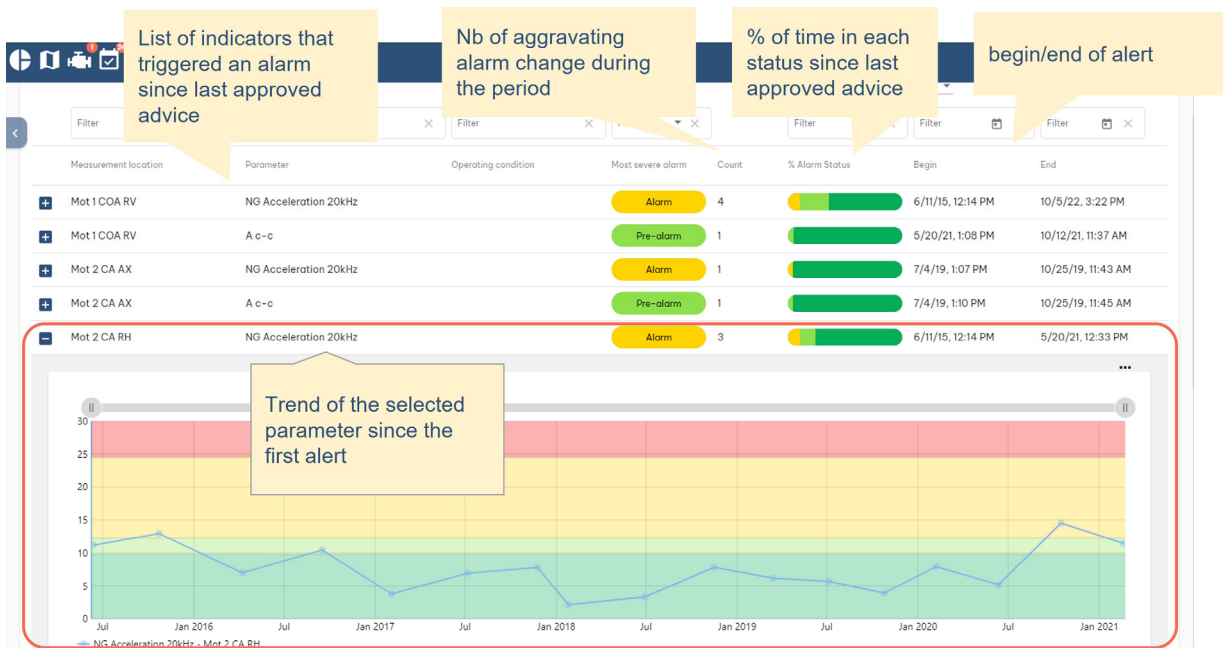 List of indicators that
triggered an alarm
since last approved
advice
Nb of aggravating
alarm change during
the period
% of time in each
status since last
approved advice
begin/end of alert
Filter
Filter
Filter
Filter
Filter
Measurement location Parameter Operating condition Most severe alarm Count % Alarm Status Begin End
Mot 1 COA RV NG Acceleration 20kHz Alarm 4 6/11/15, 12:14 PM 10/5/22, 3:22 PM
Mot 1 COA RV A c-c Pre-alarm 1 5/20/21, 1:08 PM 10/12/21, 11:37 AM
Mot 2 CA AX NG Acceleration 20kHz Alarm 1 7/4/19, 1:07 PM 10/25/19, 11:43 AM
Mot 2 CA AX A c-c Pre-alarm 1 7/4/19, 1:10 PM 10/25/19, 11:45 AM
Mot 2 CA RH NG Acceleration 20kHz Alarm 3 6/11/15, 12:14 PM 5/20/21, 12:33 PM
Trend of the selected
parameter since the
first alert
30
25
20
15
10
5
0
Jul Jan 2016 Jul Jan 2017 Jul Jan 2018 Jul Jan 2019 Jul Jan 2020 Jul Jan 2021
NG Acceleration 20kHz - Mot 2 CA RH